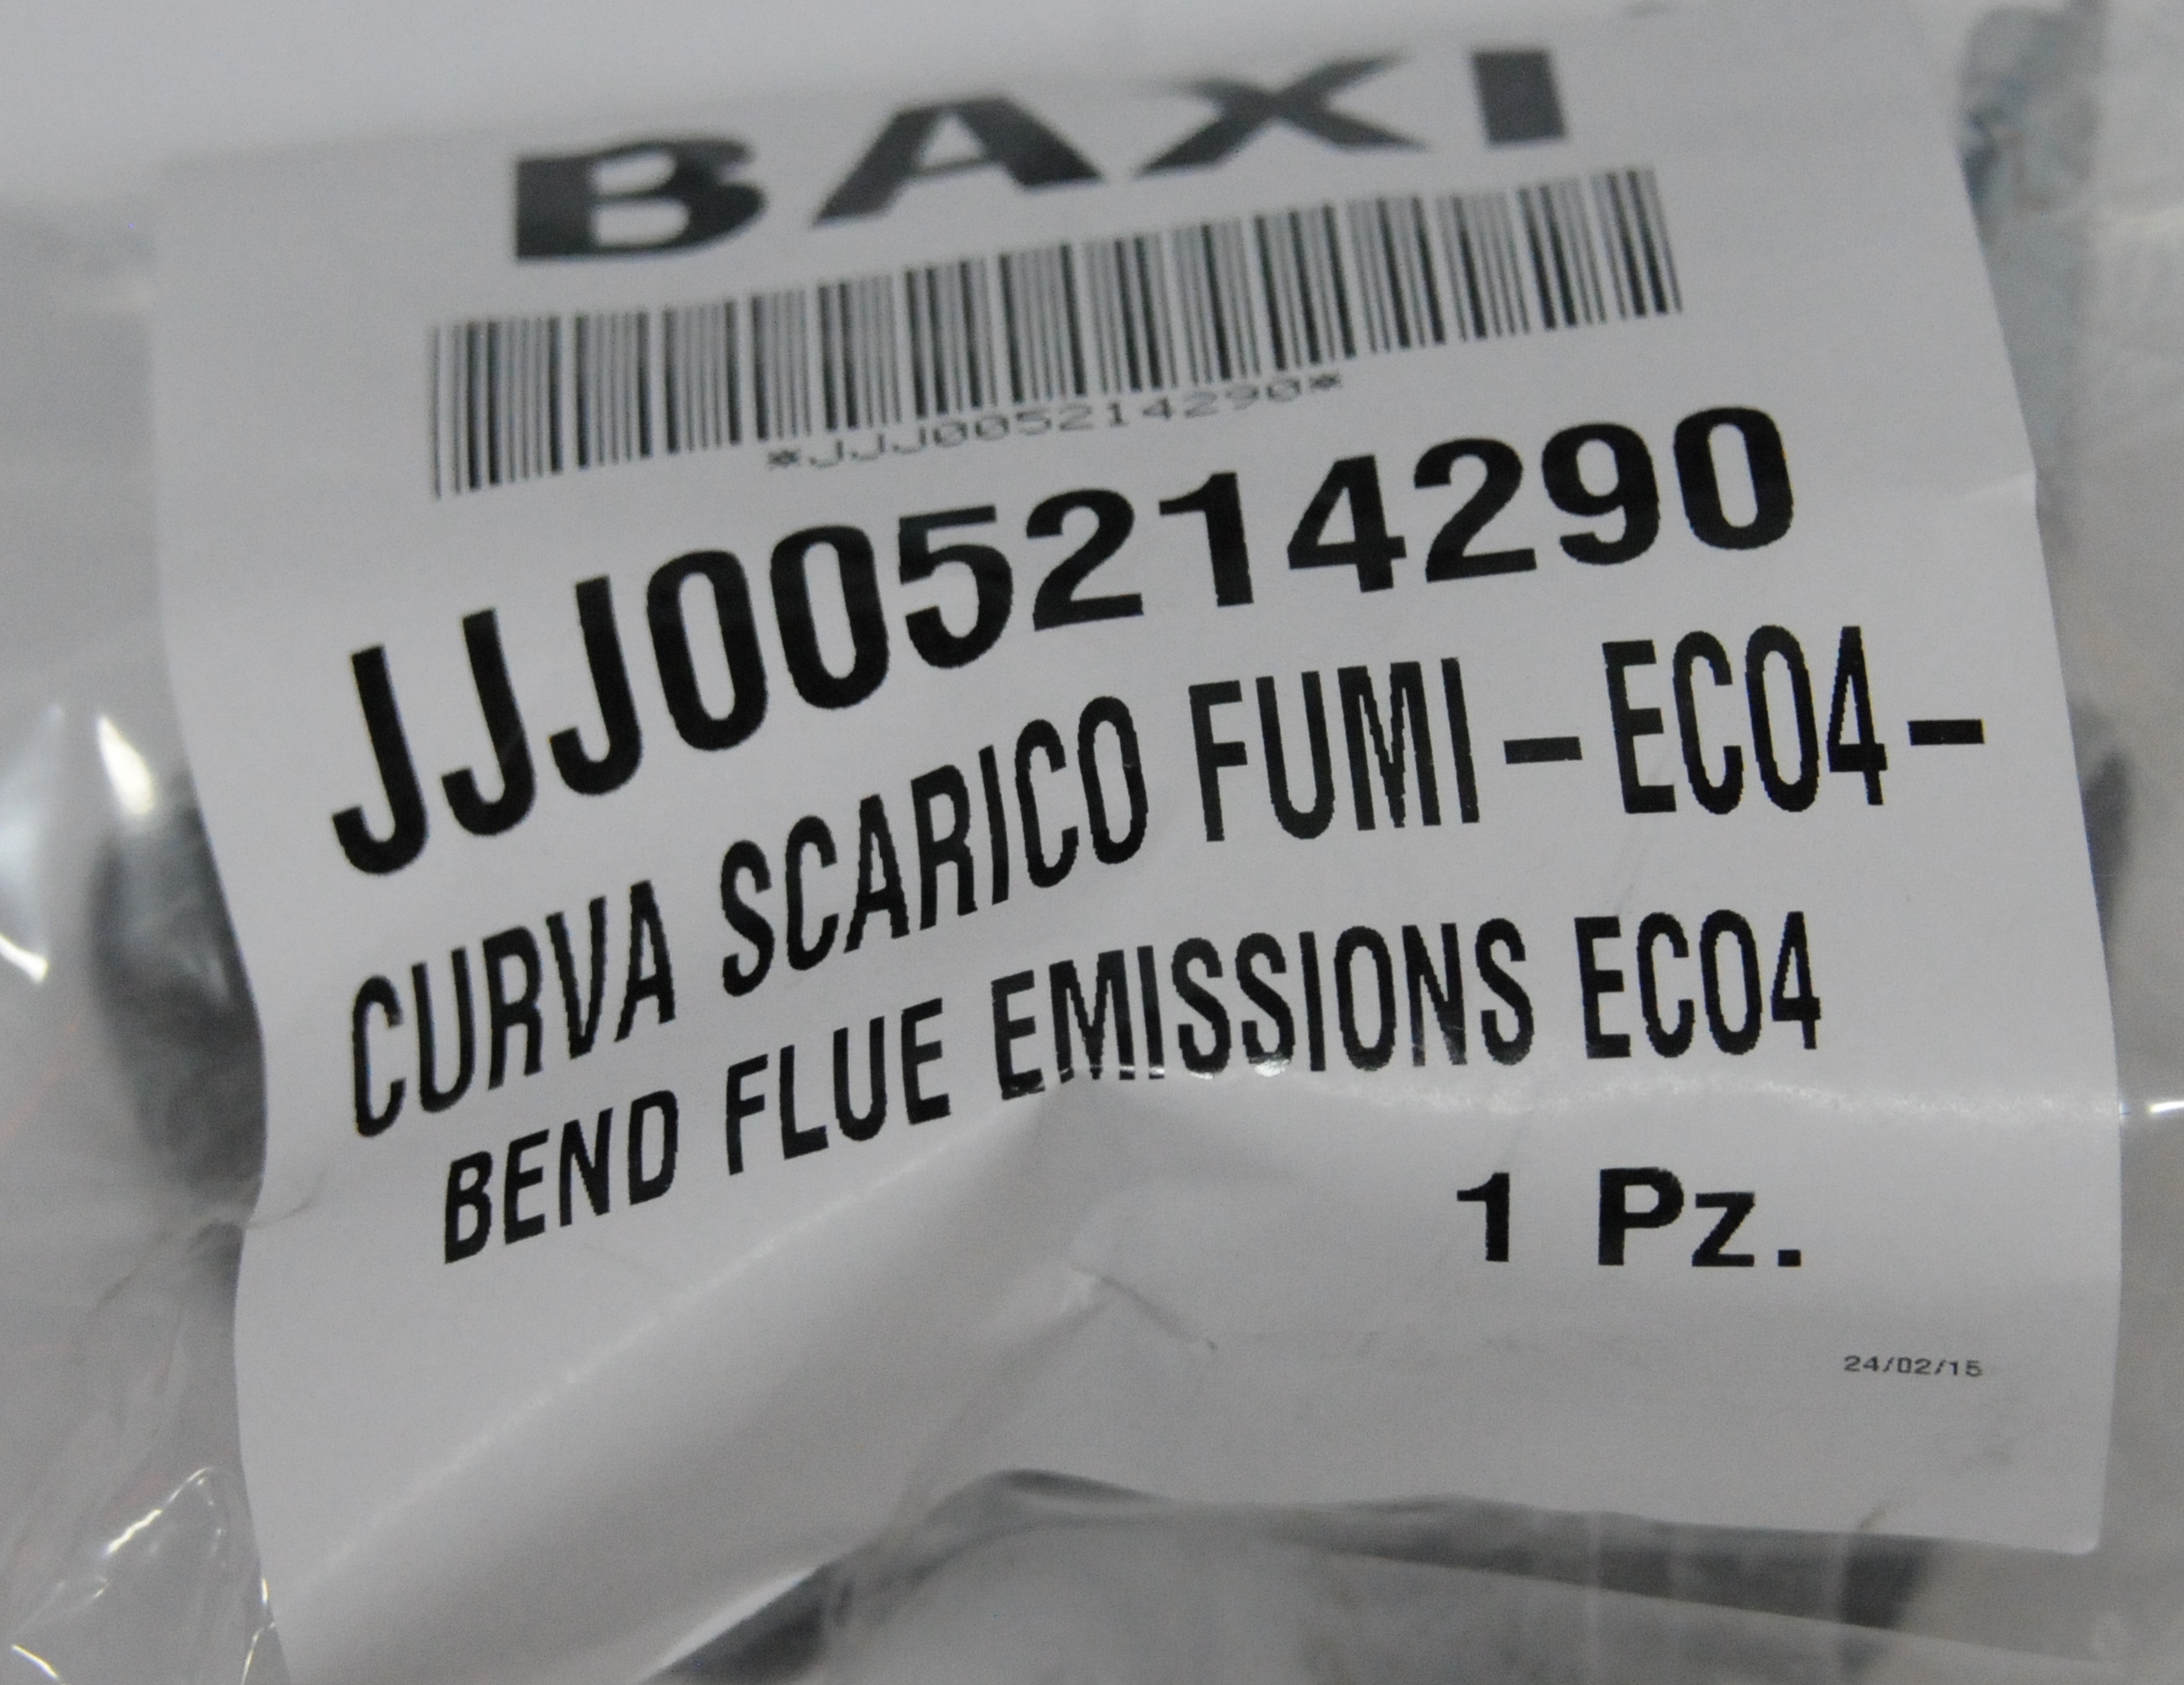 BAXI
*JJJ005214290*
JJJ005214290
CURVA SCARICO FUMI - ECO4 -
BEND FLUE EMISSIONS ECO4
1 Pz.
24/02/15